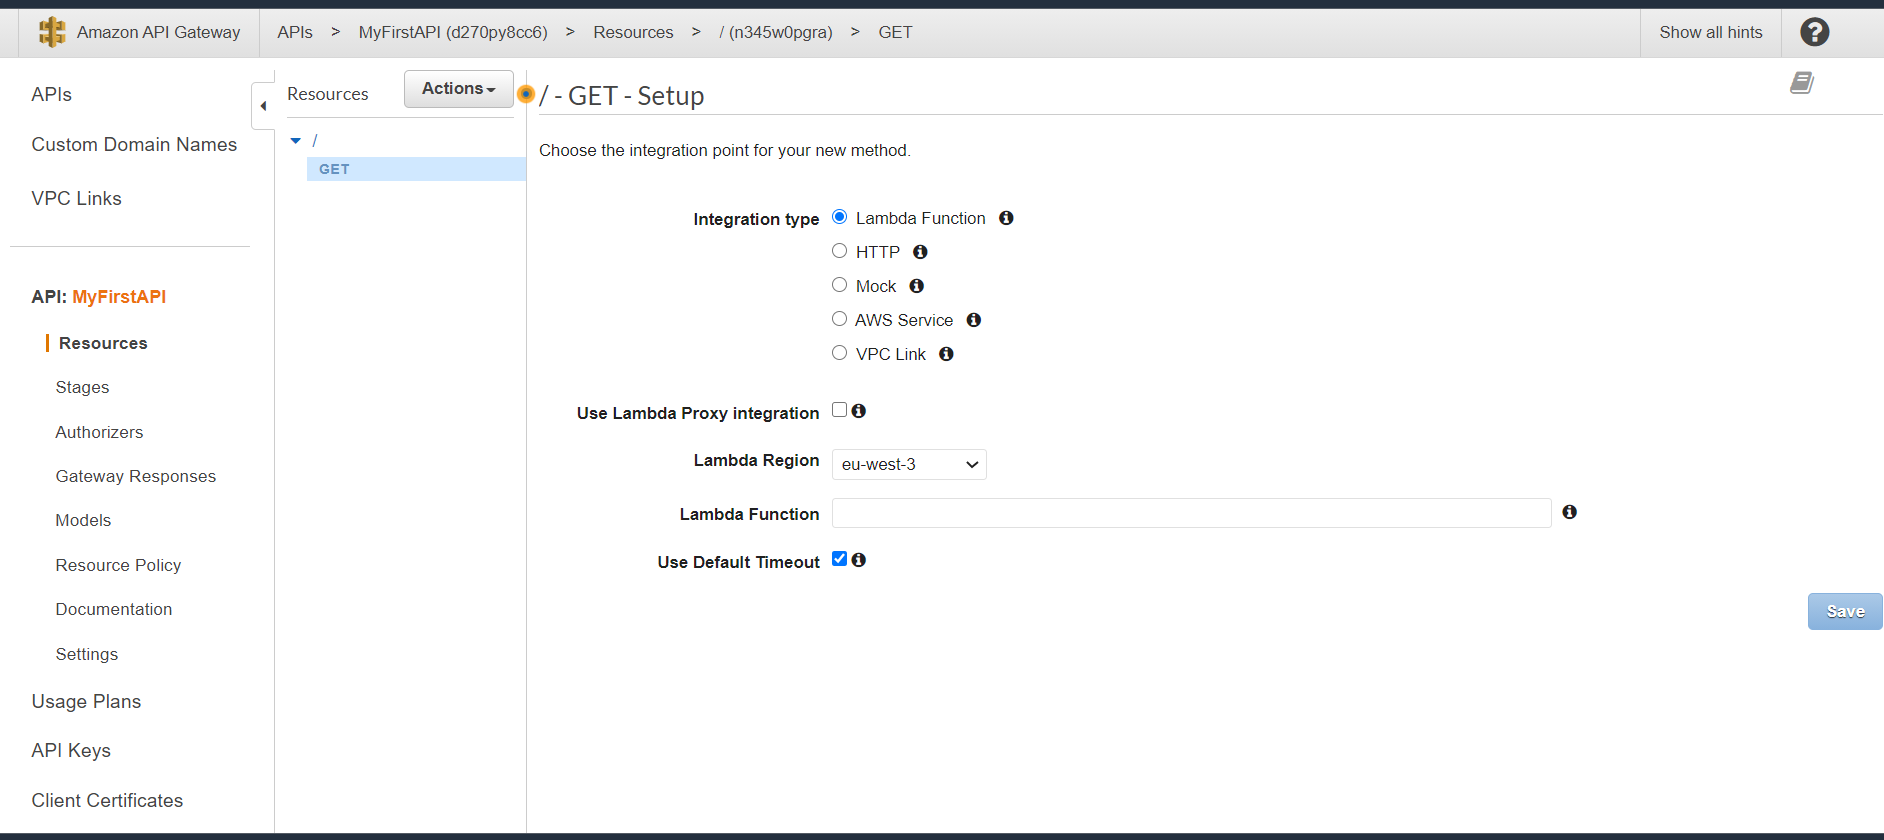 Amazon API Gateway APIs > MyFirstAPI (d270py8cc6) > Resources > / (n345w0pgra) > GET Show all hints ?
APIs
Custom Domain Names
VPC Links
API: MyFirstAPI
Resources
Stages
Authorizers
Gateway Responses
Models
Resource Policy
Documentation
Settings
Usage Plans
API Keys
Client Certificates
Resources Actions
/
GET
/ - GET - Setup
Choose the integration point for your new method.
Integration type Lambda Function
HTTP
Mock
AWS Service
VPC Link
Use Lambda Proxy integration
Lambda Region eu-west-3
Lambda Function
Use Default Timeout
Save